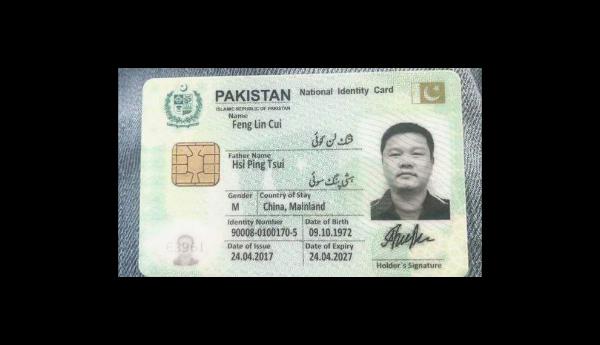 PAKISTAN National Identity Card
ISLAMIC REPUBLIC OF PAKISTAN
Name
Feng Lin Cui
فنگ لن کوئی
Father Name
Hsi Ping Tsui
ہشی پنگ سوئی
Gender Country of Stay
M China, Mainland
Identity Number Date of Birth
90008-0100170-5 09.10.1972
Date of Issue Date of Expiry
24.04.2017 24.04.2027
Holder's Signature